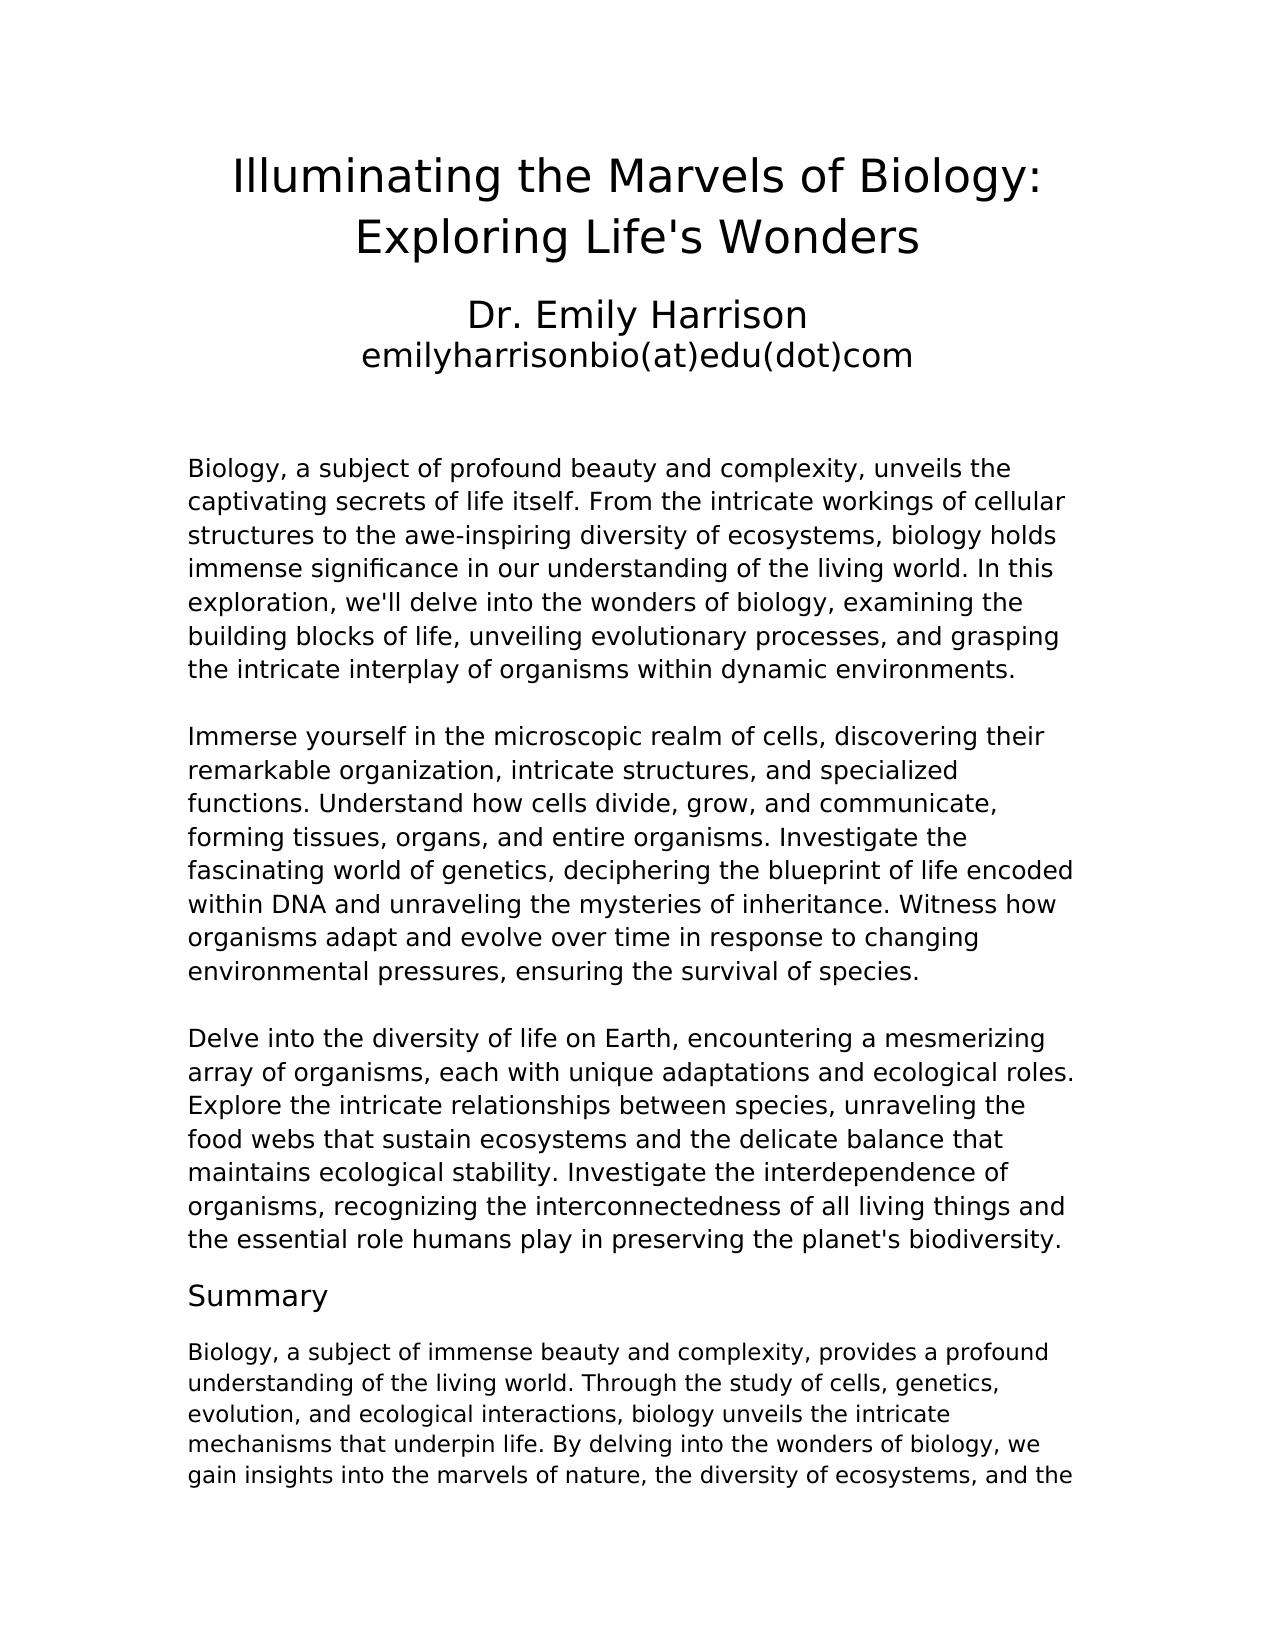 Illuminating the Marvels of Biology:
Exploring Life's Wonders
Dr. Emily Harrison
emilyharrisonbio(at)edu(dot)com
Biology, a subject of profound beauty and complexity, unveils the
captivating secrets of life itself. From the intricate workings of cellular
structures to the awe-inspiring diversity of ecosystems, biology holds
immense significance in our understanding of the living world. In this
exploration, we'll delve into the wonders of biology, examining the
building blocks of life, unveiling evolutionary processes, and grasping
the intricate interplay of organisms within dynamic environments.
Immerse yourself in the microscopic realm of cells, discovering their
remarkable organization, intricate structures, and specialized
functions. Understand how cells divide, grow, and communicate,
forming tissues, organs, and entire organisms. Investigate the
fascinating world of genetics, deciphering the blueprint of life encoded
within DNA and unraveling the mysteries of inheritance. Witness how
organisms adapt and evolve over time in response to changing
environmental pressures, ensuring the survival of species.
Delve into the diversity of life on Earth, encountering a mesmerizing
array of organisms, each with unique adaptations and ecological roles.
Explore the intricate relationships between species, unraveling the
food webs that sustain ecosystems and the delicate balance that
maintains ecological stability. Investigate the interdependence of
organisms, recognizing the interconnectedness of all living things and
the essential role humans play in preserving the planet's biodiversity.
Summary
Biology, a subject of immense beauty and complexity, provides a profound
understanding of the living world. Through the study of cells, genetics,
evolution, and ecological interactions, biology unveils the intricate
mechanisms that underpin life. By delving into the wonders of biology, we
gain insights into the marvels of nature, the diversity of ecosystems, and the